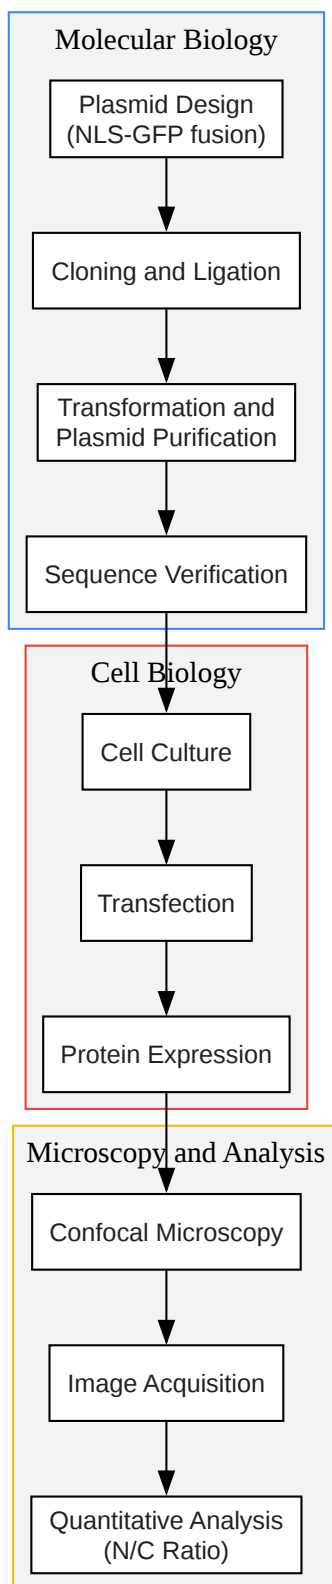 Molecular Biology
Plasmid Design
(NLS-GFP fusion)
Cloning and Ligation
Transformation and
Plasmid Purification
Sequence Verification
Cell Biology
Cell Culture
Transfection
Protein Expression
Microscopy and Analysis
Confocal Microscopy
Image Acquisition
Quantitative Analysis
(N/C Ratio)